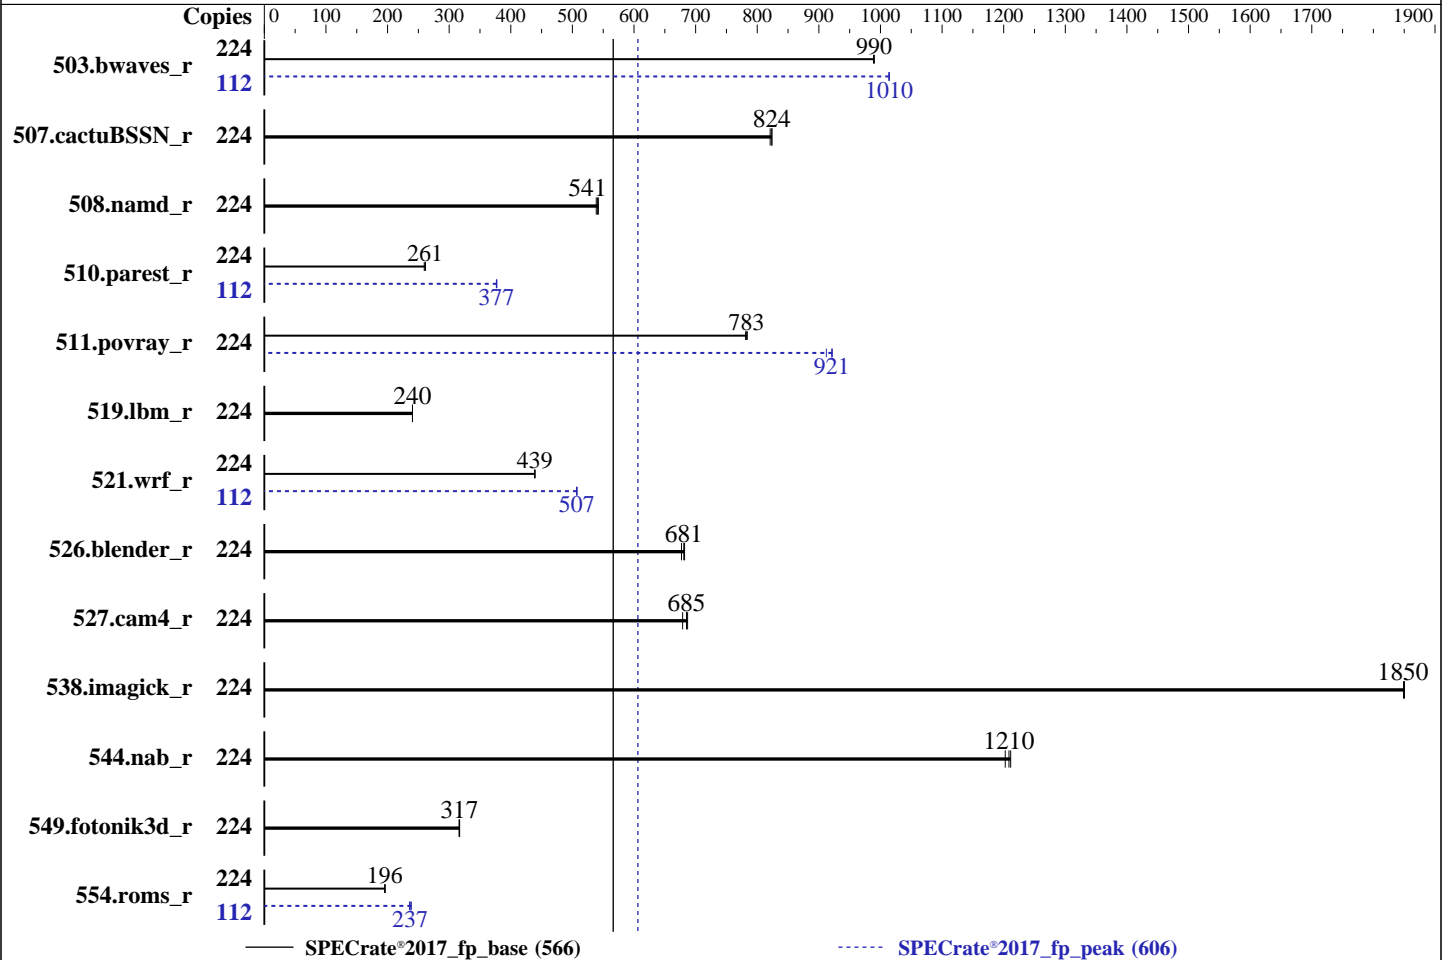 Copies 0 100 200 300 400 500 600 700 800 900 1000 1100 1200 1300 1400 1500 1600 1700 1900
503.bwaves_r 224 990
112 1010
507.cactuBSSN_r 224 824
508.namd_r 224 541
510.parest_r 224 261
112 377
511.povray_r 224 783
921
519.lbm_r 224 240
521.wrf_r 224 439
112 507
526.blender_r 224 681
527.cam4_r 224 685
538.imagick_r 224 1850
544.nab_r 224 1210
549.fotonik3d_r 224 317
554.roms_r 224 196
112 237
SPECrate®2017_fp_base (566) SPECrate®2017_fp_peak (606)